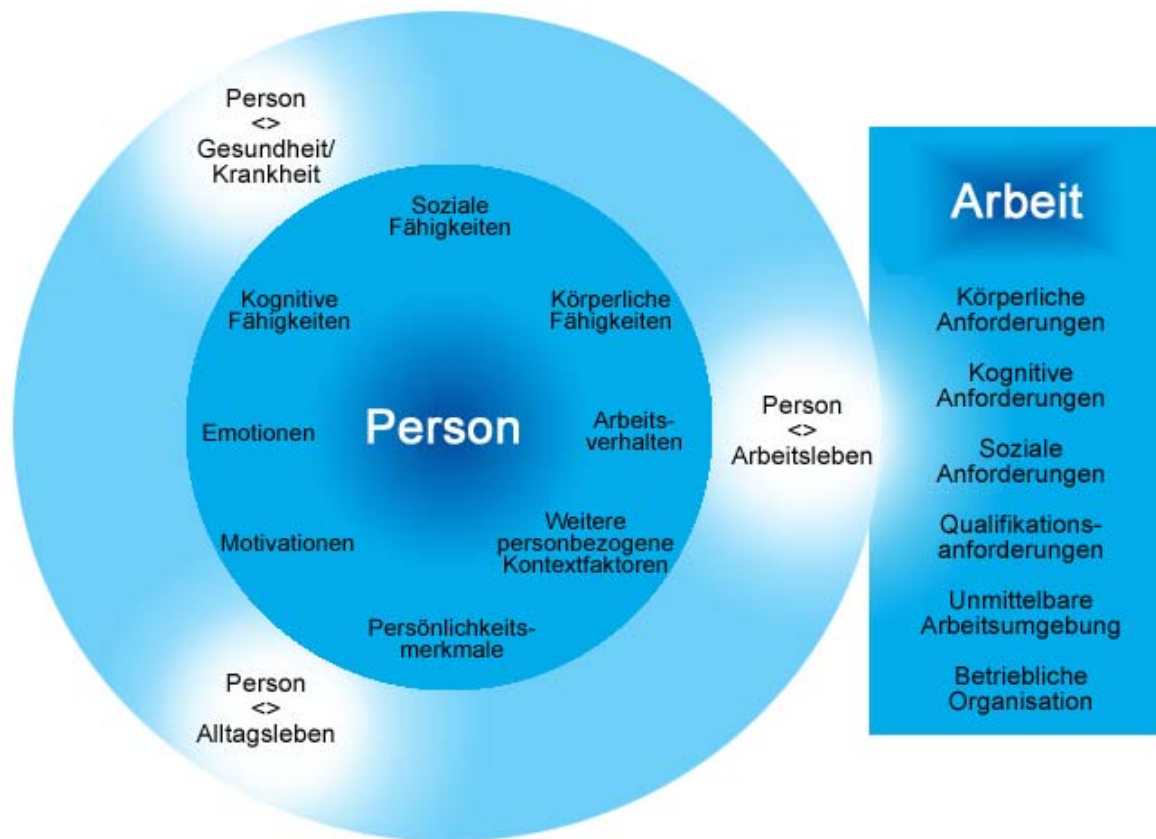 Person
<>
Gesundheit/
Krankheit
Soziale
Fähigkeiten
Kognitive
Fähigkeiten
Körperliche
Fähigkeiten
Emotionen
Person
Arbeits-
verhalten
Motivationen
Weitere
personbezogene
Kontextfaktoren
Persönlichkeits-
merkmale
Person
<>
Alltagsleben
Person
<>
Arbeitsleben
Arbeit
Körperliche
Anforderungen
Kognitive
Anforderungen
Soziale
Anforderungen
Qualifikations-
anforderungen
Unmittelbare
Arbeitsumgebung
Betriebliche
Organisation